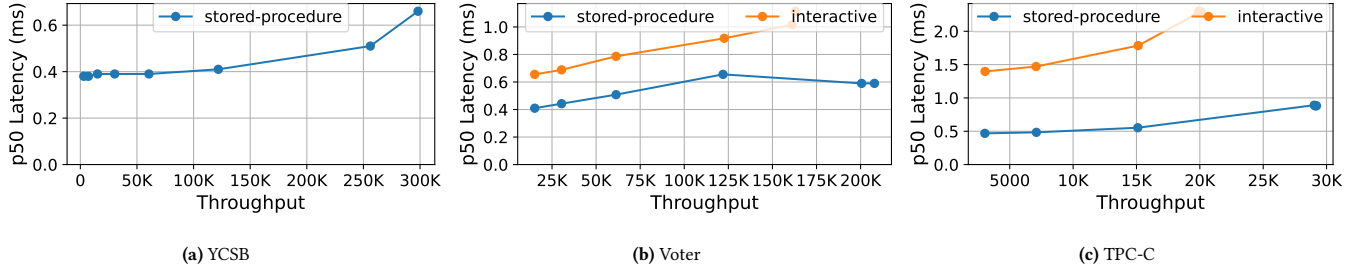 stored-procedure
p50 Latency (ms)
0.6
0.4
0.2
0.0
0 50K 100K 150K 200K 250K 300K
Throughput
(a) YCSB
stored-procedure interactive
p50 Latency (ms)
1.0
0.8
0.6
0.4
0.2
0.0
25K 50K 75K 100K 125K 150K 175K 200K
Throughput
(b) Voter
stored-procedure interactive
p50 Latency (ms)
2.0
1.5
1.0
0.5
0.0
5000 10K 15K 20K 25K 30K
Throughput
(c) TPC-C